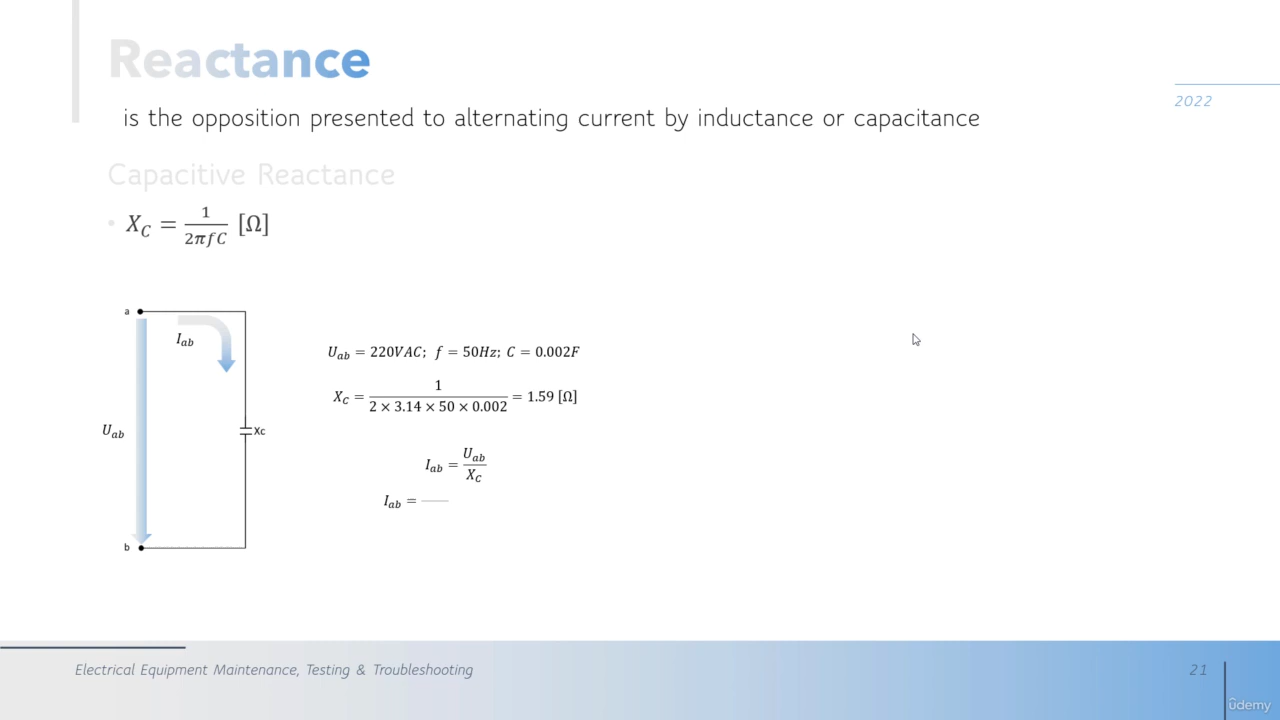 Reactance
2022
is the opposition presented to alternating current by inductance or capacitance
Capacitive Reactance
• X_C = 1/(2πfC) [Ω]
a
I_ab
U_ab = 220VAC; f = 50Hz; C = 0.002F
X_C = 1/(2 × 3.14 × 50 × 0.002) = 1.59 [Ω]
U_ab
Xc
I_ab = U_ab/X_C
I_ab =
b
Electrical Equipment Maintenance, Testing & Troubleshooting
21
ûdemy